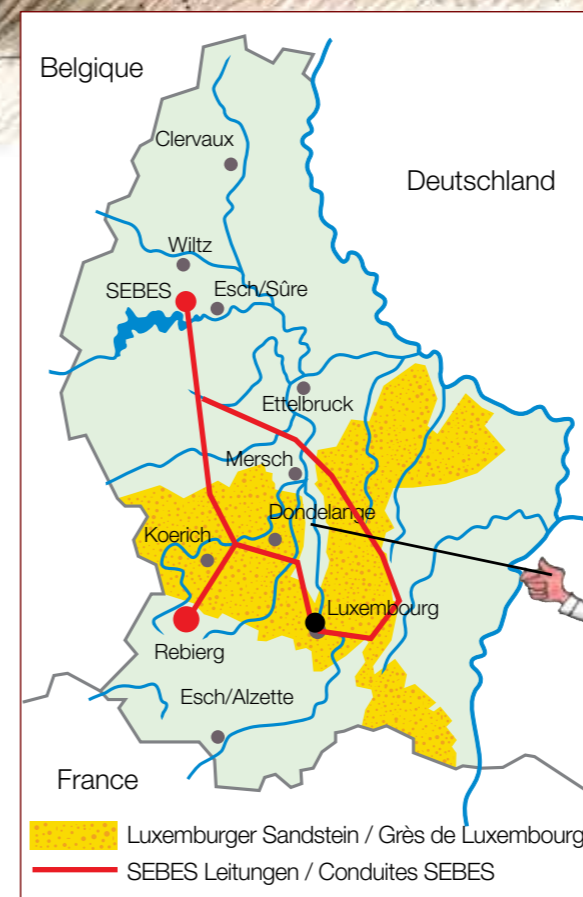 Belgique
Clervaux
Deutschland
Wiltz
SEBES
Esch/Sûre
Ettelbruck
Mersch
Dondelange
Koerich
Luxembourg
Rebierg
Esch/Alzette
France
Luxemburger Sandstein / Grès de Luxembourg
SEBES Leitungen / Conduites SEBES